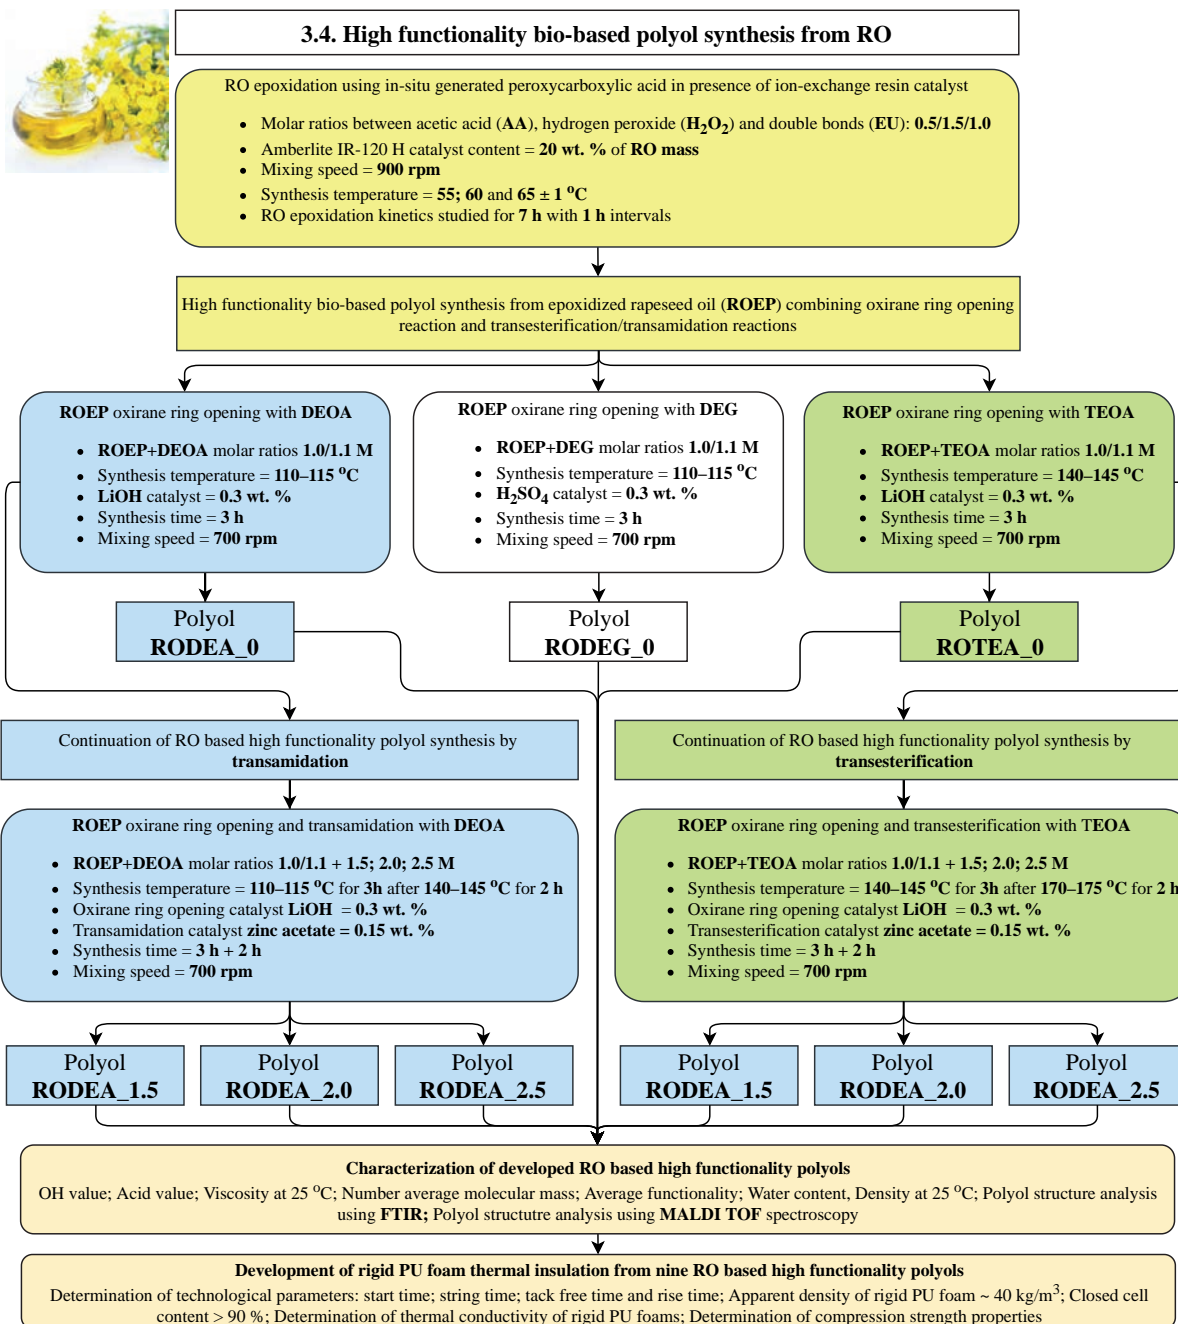 3.4. High functionality bio-based polyol synthesis from RO
RO epoxidation using in-situ generated peroxycarboxylic acid in presence of ion-exchange resin catalyst
• Molar ratios between acetic acid (AA), hydrogen peroxide (H₂O₂) and double bonds (EU): 0.5/1.5/1.0
• Amberlite IR-120 H catalyst content = 20 wt. % of RO mass
• Mixing speed = 900 rpm
• Synthesis temperature = 55; 60 and 65 ± 1 °C
• RO epoxidation kinetics studied for 7 h with 1 h intervals
High functionality bio-based polyol synthesis from epoxidized rapeseed oil (ROEP) combining oxirane ring opening
reaction and transesterification/transamidation reactions
ROEP oxirane ring opening with DEOA
• ROEP+DEOA molar ratios 1.0/1.1 M
• Synthesis temperature = 110–115 °C
• LiOH catalyst = 0.3 wt. %
• Synthesis time = 3 h
• Mixing speed = 700 rpm
ROEP oxirane ring opening with DEG
• ROEP+DEG molar ratios 1.0/1.1 M
• Synthesis temperature = 110–115 °C
• H₂SO₄ catalyst = 0.3 wt. %
• Synthesis time = 3 h
• Mixing speed = 700 rpm
ROEP oxirane ring opening with TEOA
• ROEP+TEOA molar ratios 1.0/1.1 M
• Synthesis temperature = 140–145 °C
• LiOH catalyst = 0.3 wt. %
• Synthesis time = 3 h
• Mixing speed = 700 rpm
Polyol
RODEA_0
Polyol
RODEG_0
Polyol
ROTEA_0
Continuation of RO based high functionality polyol synthesis by
transamidation
Continuation of RO based high functionality polyol synthesis by
transesterification
ROEP oxirane ring opening and transamidation with DEOA
• ROEP+DEOA molar ratios 1.0/1.1 + 1.5; 2.0; 2.5 M
• Synthesis temperature = 110–115 °C for 3h after 140–145 °C for 2 h
• Oxirane ring opening catalyst LiOH = 0.3 wt. %
• Transamidation catalyst zinc acetate = 0.15 wt. %
• Synthesis time = 3 h + 2 h
• Mixing speed = 700 rpm
ROEP oxirane ring opening and transesterification with TEOA
• ROEP+TEOA molar ratios 1.0/1.1 + 1.5; 2.0; 2.5 M
• Synthesis temperature = 140–145 °C for 3h after 170–175 °C for 2 h
• Oxirane ring opening catalyst LiOH = 0.3 wt. %
• Transesterification catalyst zinc acetate = 0.15 wt. %
• Synthesis time = 3 h + 2 h
• Mixing speed = 700 rpm
Polyol
RODEA_1.5
Polyol
RODEA_2.0
Polyol
RODEA_2.5
Polyol
RODEA_1.5
Polyol
RODEA_2.0
Polyol
RODEA_2.5
Characterization of developed RO based high functionality polyols
OH value; Acid value; Viscosity at 25 °C; Number average molecular mass; Average functionality; Water content, Density at 25 °C; Polyol structure analysis
using FTIR; Polyol structutre analysis using MALDI TOF spectroscopy
Development of rigid PU foam thermal insulation from nine RO based high functionality polyols
Determination of technological parameters: start time; string time; tack free time and rise time; Apparent density of rigid PU foam ~ 40 kg/m³; Closed cell
content > 90 %; Determination of thermal conductivity of rigid PU foams; Determination of compression strength properties